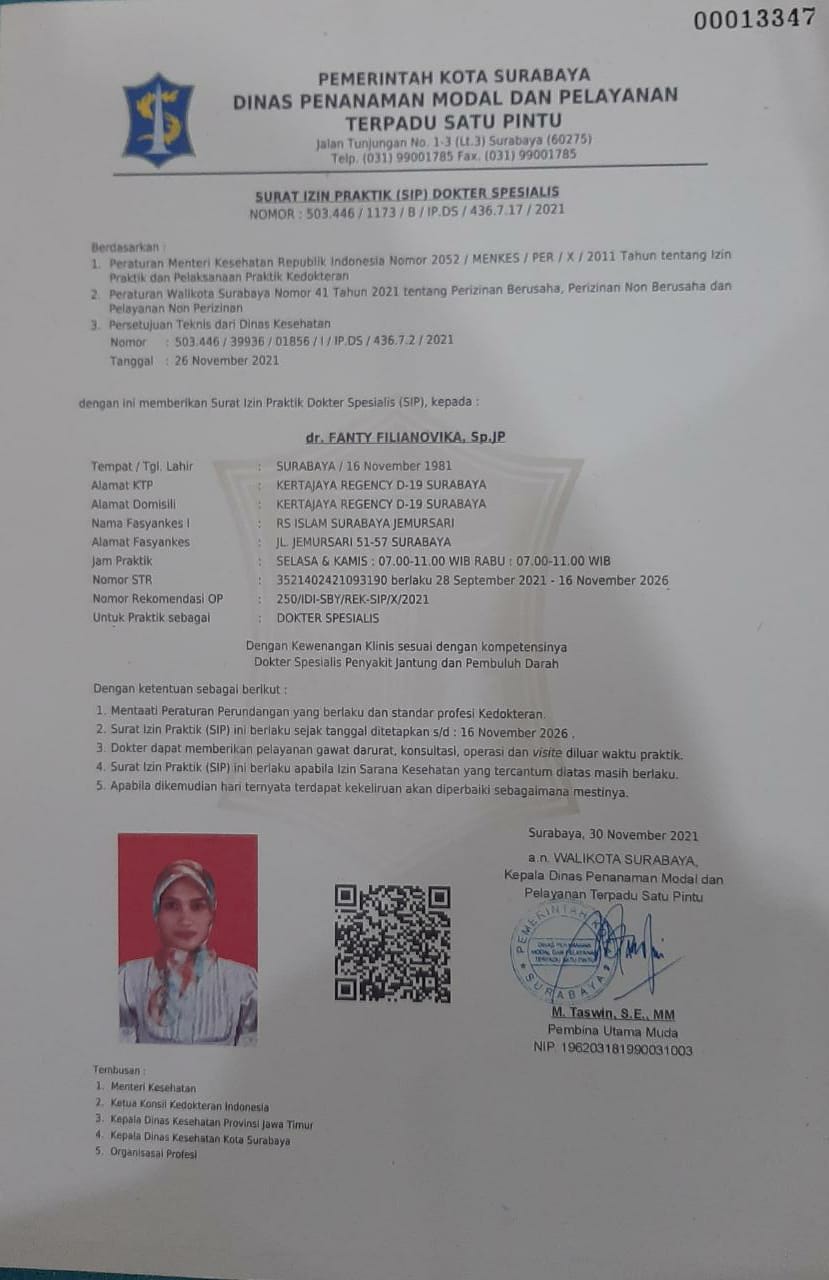 00013347
PEMERINTAH KOTA SURABAYA
DINAS PENANAMAN MODAL DAN PELAYANAN
TERPADU SATU PINTU
Jalan Tunjungan No. 1-3 (Lt.3) Surabaya (60275)
Telp. (031) 99001785 Fax. (031) 99001785
SURAT IZIN PRAKTIK (SIP) DOKTER SPESIALIS
NOMOR : 503.446 / 1173 / B / IP.DS / 436.7.17 / 2021
Berdasarkan :
1. Peraturan Menteri Kesehatan Republik Indonesia Nomor 2052 / MENKES / PER / X / 2011 Tahun tentang Izin
Praktik dan Pelaksanaan Praktik Kedokteran
2. Peraturan Walikota Surabaya Nomor 41 Tahun 2021 tentang Perizinan Berusaha, Perizinan Non Berusaha dan
Pelayanan Non Perizinan
3. Persetujuan Teknis dari Dinas Kesehatan
Nomor : 503.446 / 39936 / 01856 / I / IP.DS / 436.7.2 / 2021
Tanggal : 26 November 2021
dengan ini memberikan Surat Izin Praktik Dokter Spesialis (SIP), kepada :
dr. FANTY FILIANOVIKA, Sp.JP
Tempat / Tgl. Lahir : SURABAYA / 16 November 1981
Alamat KTP : KERTAJAYA REGENCY D-19 SURABAYA
Alamat Domisili : KERTAJAYA REGENCY D-19 SURABAYA
Nama Fasyankes I : RS ISLAM SURABAYA JEMURSARI
Alamat Fasyankes : JL. JEMURSARI 51-57 SURABAYA
Jam Praktik : SELASA & KAMIS : 07.00-11.00 WIB RABU : 07.00-11.00 WIB
Nomor STR : 3521402421093190 berlaku 28 September 2021 - 16 November 2026
Nomor Rekomendasi OP : 250/IDI-SBY/REK-SIP/X/2021
Untuk Praktik sebagai : DOKTER SPESIALIS
Dengan Kewenangan Klinis sesuai dengan kompetensinya
Dokter Spesialis Penyakit Jantung dan Pembuluh Darah
Dengan ketentuan sebagai berikut :
1. Mentaati Peraturan Perundangan yang berlaku dan standar profesi Kedokteran.
2. Surat Izin Praktik (SIP) ini berlaku sejak tanggal ditetapkan s/d : 16 November 2026 .
3. Dokter dapat memberikan pelayanan gawat darurat, konsultasi, operasi dan visite diluar waktu praktik.
4. Surat Izin Praktik (SIP) ini berlaku apabila Izin Sarana Kesehatan yang tercantum diatas masih berlaku.
5. Apabila dikemudian hari ternyata terdapat kekeliruan akan diperbaiki sebagaimana mestinya.
Surabaya, 30 November 2021
a.n. WALIKOTA SURABAYA,
Kepala Dinas Penanaman Modal dan
Pelayanan Terpadu Satu Pintu
PEMERINTAH KO
DINAS PENANAMAN
MODAL DAN PELAYANAN
TERPADU SATU PINTU
SURABAYA
M. Taswin, S.E., MM
Pembina Utama Muda
NIP. 196203181990031003
Tembusan :
1. Menteri Kesehatan
2. Ketua Konsil Kedokteran Indonesia
3. Kepala Dinas Kesehatan Provinsi Jawa Timur
4. Kepala Dinas Kesehatan Kota Surabaya
5. Organisasai Profesi